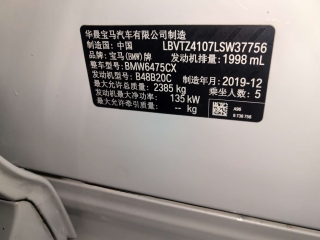 华晨宝马汽车有限公司制造
制造国:中国 LBVTZ4107LSW37756
品牌:宝马(BMW)牌 发动机排量:1998 mL
整车型号:BMW6475CX
发动机型号:B48B20C 制造年月:2019-12
最大允许总质量:2385 kg 乘坐人数:5
发动机最大净功率:135 kW
最大允许牵引质量:- kg
A96